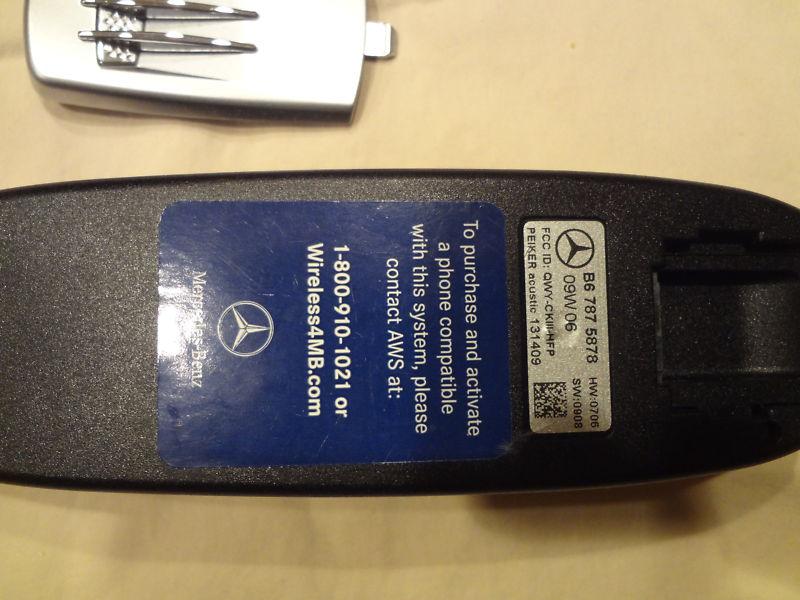 To purchase and activate
a phone compatible
with this system, please
contact AWS at:
1-800-910-1021 or
Wireless4MB.com
Mercedes-Benz
B6 787 5878 HW:0706
09W06 SW:0908
FCC ID: QWY-CKIII-HFP
PEIKER acustic 131409